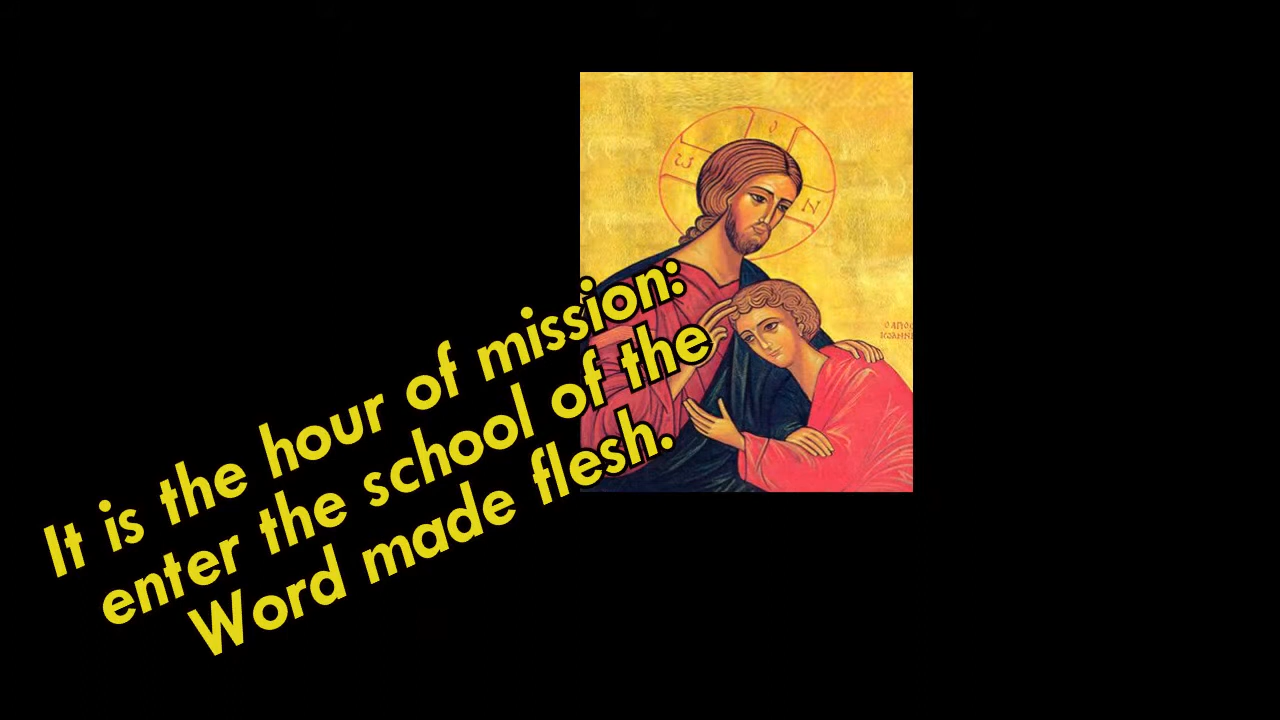 It is the hour of mission:
enter the school of the
Word made flesh.
ω Ο Ν